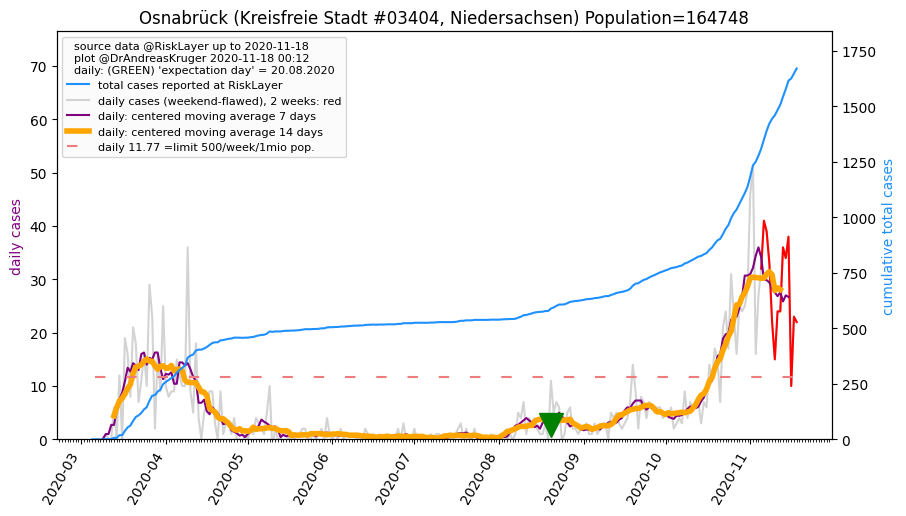 Osnabrück (Kreisfreie Stadt #03404, Niedersachsen) Population=164748
source data @RiskLayer up to 2020-11-18
plot @DrAndreasKruger 2020-11-18 00:12
daily: (GREEN) 'expectation day' = 20.08.2020
total cases reported at RiskLayer
daily cases (weekend-flawed), 2 weeks: red
daily: centered moving average 7 days
daily: centered moving average 14 days
daily 11.77 =limit 500/week/1mio pop.
daily cases
70
60
50
40
30
20
10
0
cumulative total cases
1750
1500
1250
1000
750
500
250
0
2020-03
2020-04
2020-05
2020-06
2020-07
2020-08
2020-09
2020-10
2020-11